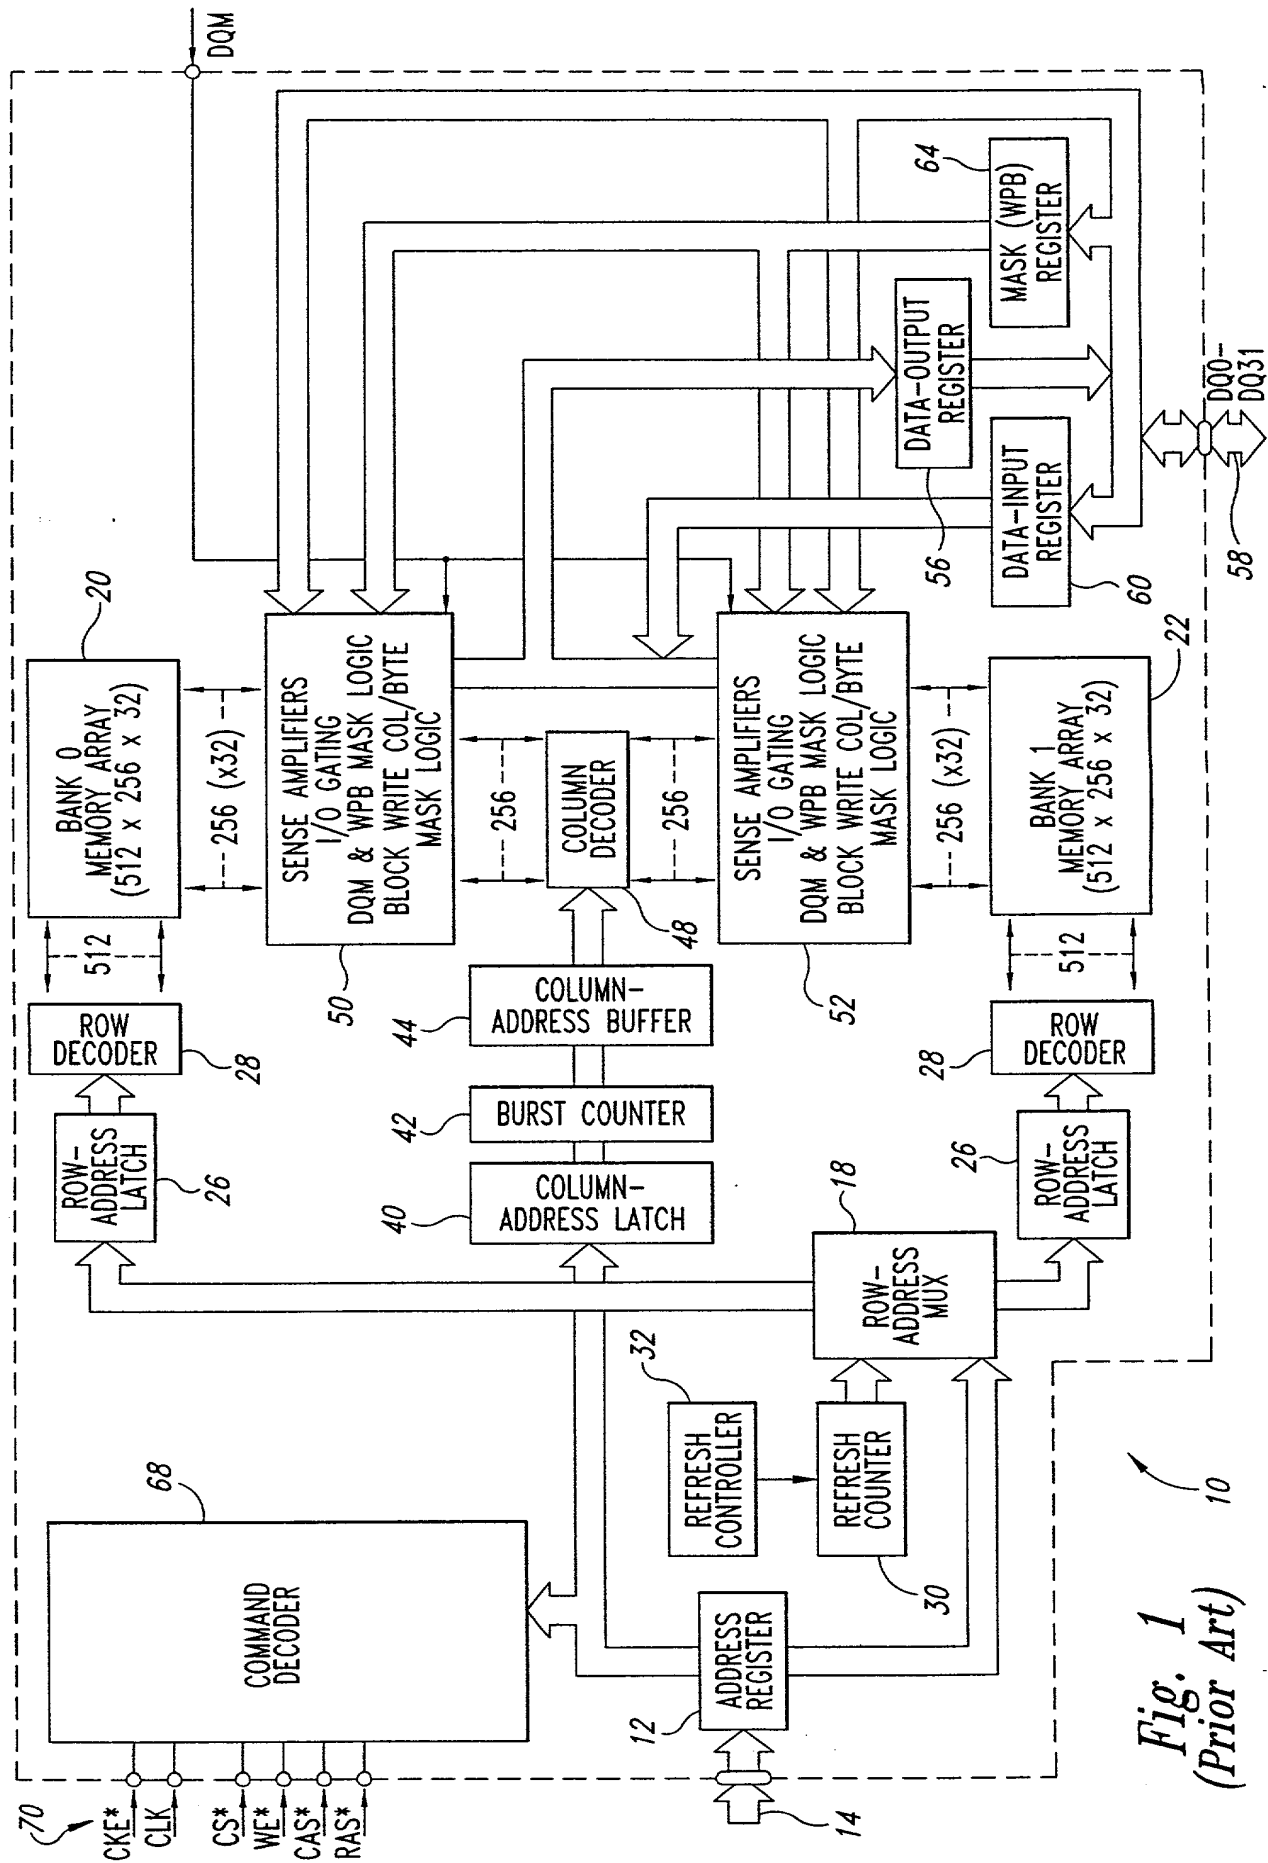 70
CKE*
CLK
CS*
WE*
CAS*
RAS*
COMMAND
DECODER
68
14
12
ADDRESS
REGISTER
REFRESH
CONTROLLER
32
REFRESH
COUNTER
30
ROW-
ADDRESS
MUX
18
ROW-
ADDRESS
LATCH
26
ROW
DECODER
28
512
BANK 0
MEMORY ARRAY
(512 x 256 x 32)
20
256 (x32)
SENSE AMPLIFIERS
I/O GATING
DQM & WPB MASK LOGIC
BLOCK WRITE COL/BYTE
MASK LOGIC
50
256
COLUMN-
ADDRESS LATCH
40
BURST COUNTER
42
COLUMN-
ADDRESS BUFFER
44
COLUMN
DECODER
48
256
SENSE AMPLIFIERS
I/O GATING
DQM & WPB MASK LOGIC
BLOCK WRITE COL/BYTE
MASK LOGIC
52
256 (x32)
ROW-
ADDRESS
LATCH
26
ROW
DECODER
28
512
BANK 1
MEMORY ARRAY
(512 x 256 x 32)
22
DQM
DATA-OUTPUT
REGISTER
56
DATA-INPUT
REGISTER
60
MASK (WPB)
REGISTER
64
DQ0-
DQ31
58
10
Fig. 1
(Prior Art)